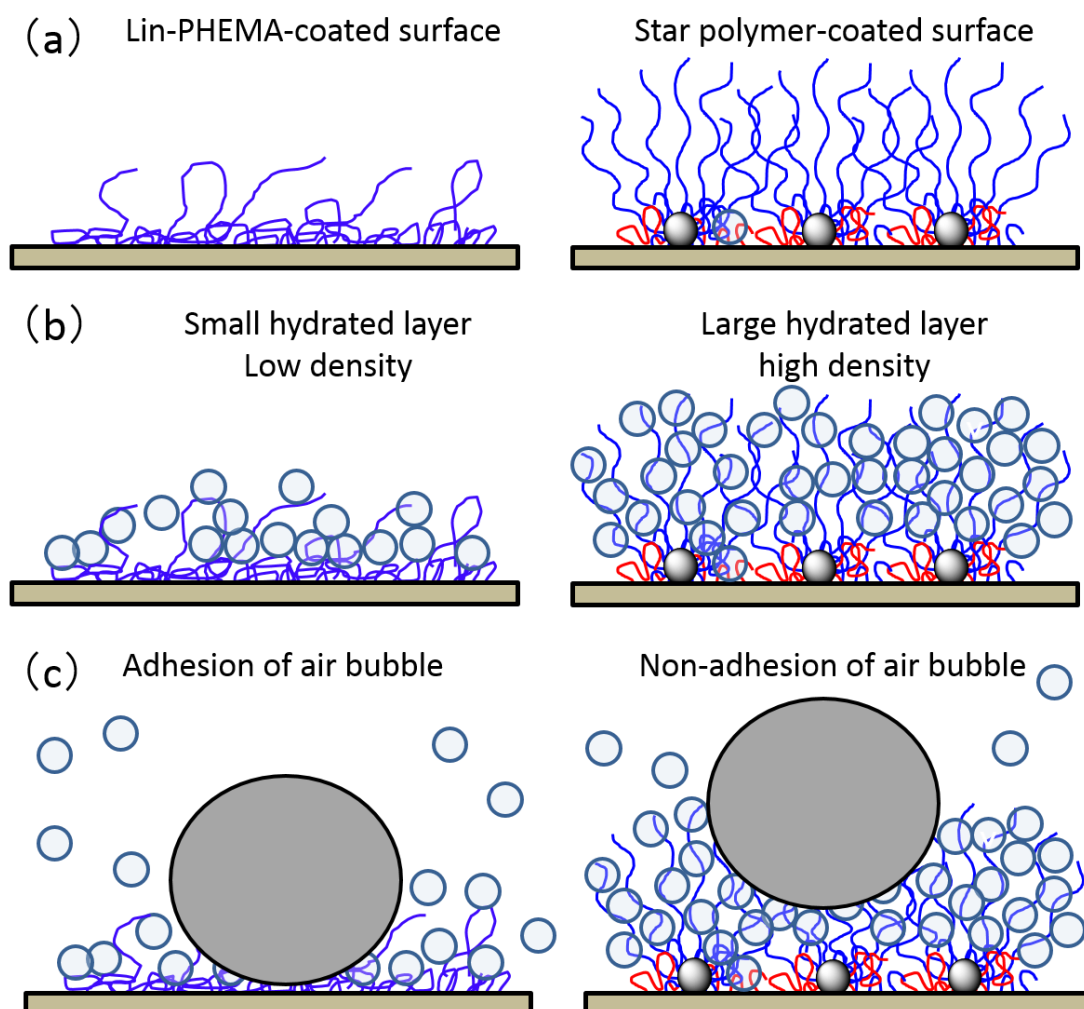 (a)
Lin-PHEMA-coated surface
Star polymer-coated surface
(b)
Small hydrated layer
Low density
Large hydrated layer
high density
(c)
Adhesion of air bubble
Non-adhesion of air bubble